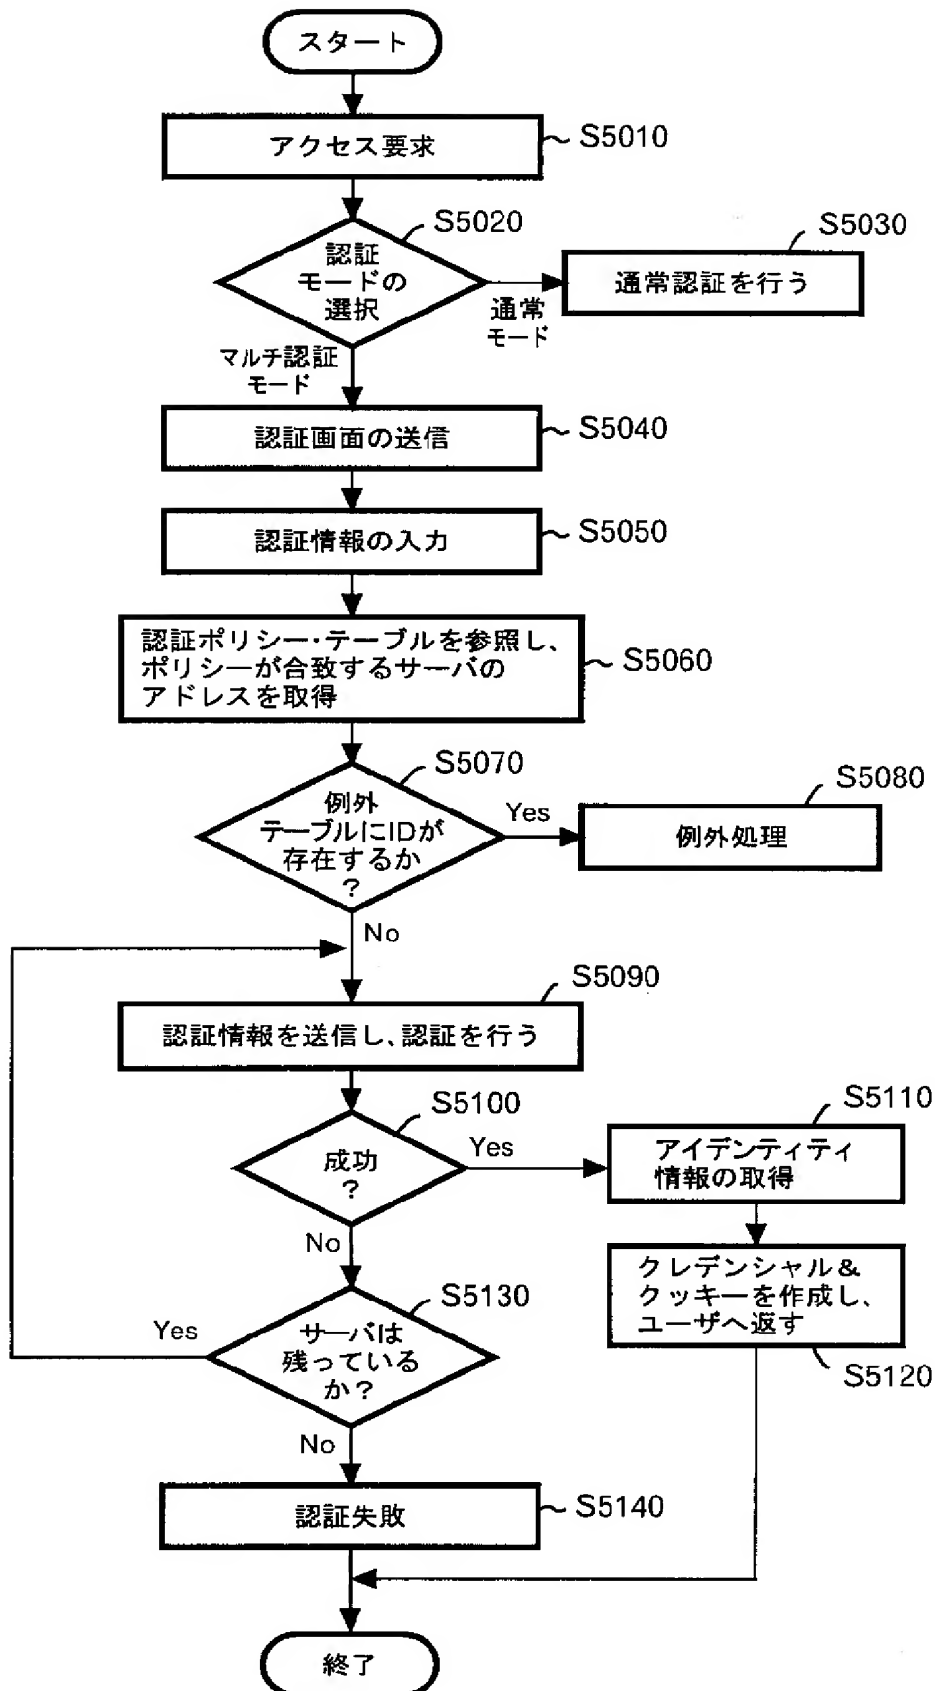 スタート
アクセス要求
S5010
S5020
認証
モードの
選択
通常
モード
S5030
通常認証を行う
マルチ認証
モード
認証画面の送信
S5040
認証情報の入力
S5050
認証ポリシー・テーブルを参照し、
ポリシーが合致するサーバの
アドレスを取得
S5060
S5070
例外
テーブルにIDが
存在するか
?
Yes
S5080
例外処理
No
S5090
認証情報を送信し、認証を行う
S5100
成功
?
Yes
S5110
アイデンティティ
情報の取得
No
クレデンシャル&
クッキーを作成し、
ユーザへ返す
S5120
S5130
サーバは
残っている
か?
Yes
No
認証失敗
S5140
終了